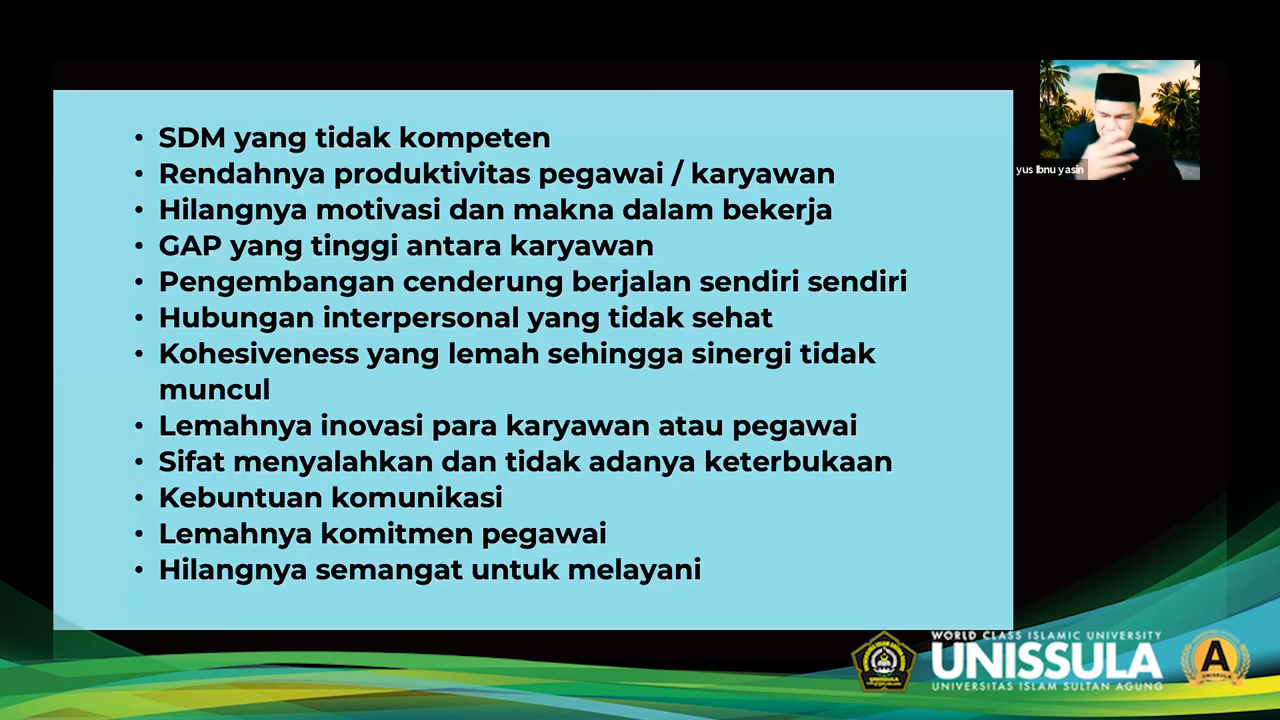 • SDM yang tidak kompeten
• Rendahnya produktivitas pegawai / karyawan
• Hilangnya motivasi dan makna dalam bekerja
• GAP yang tinggi antara karyawan
• Pengembangan cenderung berjalan sendiri sendiri
• Hubungan interpersonal yang tidak sehat
• Kohesiveness yang lemah sehingga sinergi tidak
muncul
• Lemahnya inovasi para karyawan atau pegawai
• Sifat menyalahkan dan tidak adanya keterbukaan
• Kebuntuan komunikasi
• Lemahnya komitmen pegawai
• Hilangnya semangat untuk melayani
yus Ibnu yasin
WORLD CLASS ISLAMIC UNIVERSITY
UNISSULA
UNIVERSITAS ISLAM SULTAN AGUNG
A
UNISSULA